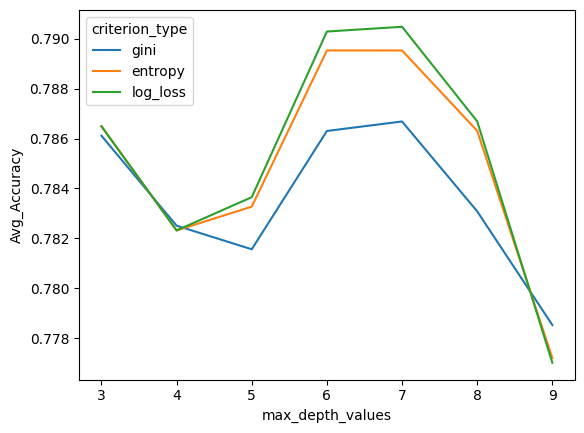 criterion_type
gini
entropy
log_loss
0.790
0.788
0.786
0.784
0.782
0.780
0.778
Avg_Accuracy
3 4 5 6 7 8 9
max_depth_values